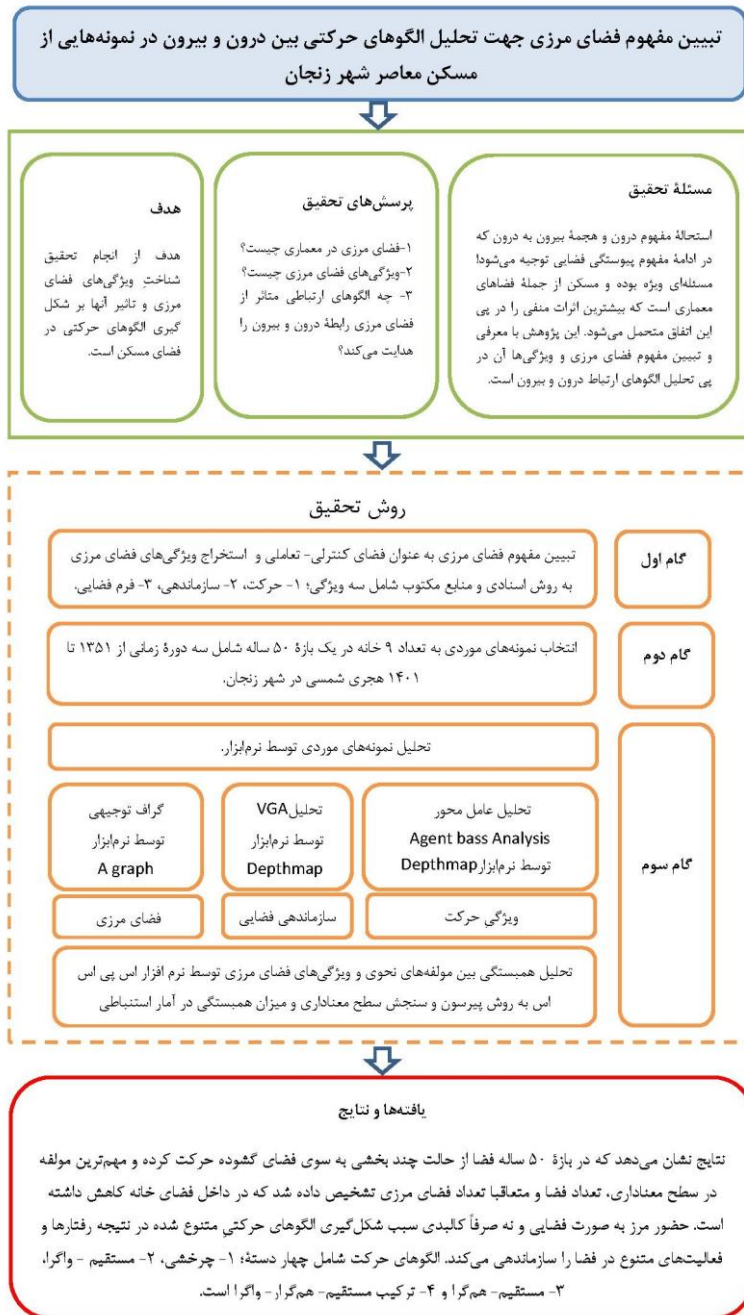 تبیین مفهوم فضای مرزی جهت تحلیل الگوهای حرکتی بین درون و بیرون در نمونه‌هایی از
مسکن معاصر شهر زنجان
مسئلهٔ تحقیق
استحالهٔ مفهوم درون و هجمهٔ بیرون به درون که
در ادامهٔ مفهوم پیوستگی فضایی توجیه می‌شود!
مسئله‌ای ویژه بوده و مسکن از جملهٔ فضاهای
معماری است که بیشترین اثرات منفی را در پی
این اتفاق متحمل می‌شود. این پژوهش با معرفی
و تبیین مفهوم فضای مرزی و ویژگی‌ها آن در
پی تحلیل الگوهای ارتباط درون و بیرون است.
پرسش‌های تحقیق
۱-فضای مرزی در معماری چیست؟
۲-ویژگی‌های فضای مرزی چیست؟
۳- چه الگوهای ارتباطی متاثر از
فضای مرزی رابطهٔ درون و بیرون را
هدایت می‌کند؟
هدف
هدف از انجام تحقیق
شناختِ ویژگی‌های فضای
مرزی و تاثیر آنها بر شکل
گیری الگوهای حرکتی در
فضای مسکن است.
روش تحقیق
گام اول
تبیین مفهوم فضای مرزی به عنوان فضای کنترلی- تعاملی و استخراج ویژگی‌های فضای مرزی
به روش اسنادی و منابع مکتوب شامل سه ویژگی؛ ۱- حرکت، ۲- سازماندهی، ۳- فرم فضایی.
گام دوم
انتخاب نمونه‌های موردی به تعداد ۹ خانه در یک بازهٔ ۵۰ ساله شامل سه دورهٔ زمانی از ۱۳۵۱ تا
۱۴۰۱ هجری شمسی در شهر زنجان.
گام سوم
تحلیل نمونه‌های موردی توسط نرم‌ابزار.
تحلیل عامل محور
Agent bass Analysis
توسط نرم‌ابزار Depthmap
تحلیل VGA
توسط نرم‌ابزار
Depthmap
گراف توجیهی
توسط نرم‌ابزار
A graph
ویژگیِ حرکت
سازماندهی فضایی
فضای مرزی
تحلیل همبستگی بین مولفه‌های نحوی و ویژگی‌های فضای مرزی توسط نرم افزار اس پی اس
اس به روش پیرسون و سنجش سطح معناداری و میزان همبستگی در آمار استنباطی
یافته‌ها و نتایج
نتایج نشان می‌دهد که در بازهٔ ۵۰ ساله فضا از حالت چند بخشی به سوی فضای گشوده حرکت کرده و مهم‌ترین مولفه
در سطح معناداری، تعداد فضا و متعاقبا تعداد فضای مرزی تشخیص داده شد که در داخل فضای خانه کاهش داشته
است. حضور مرز به صورت فضایی و نه صرفاً کالبدی سبب شکل‌گیری الگوهای حرکتیِ متنوع شده در نتیجه رفتارها و
فعالیت‌های متنوع در فضا را سازماندهی می‌کند. الگوهای حرکت شامل چهار دستهٔ؛ ۱- چرخشی، ۲- مستقیم - واگرا،
۳- مستقیم- هم‌گرا و ۴- ترکیب مستقیم- هم‌گرار- واگرا است.